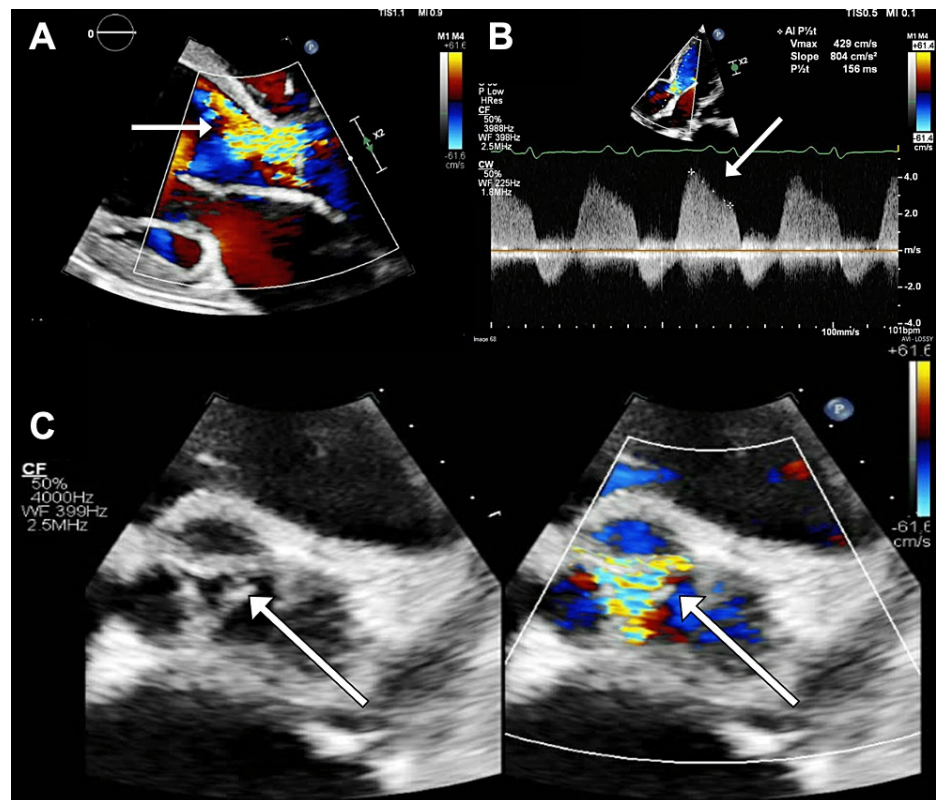 A
TIS1.1 MI 0.9
0
P
M1 M4
+61.6
X2
-61.6
cm/s
B
TIS0.5 MI 0.1
P
AI P½t
Vmax 429 cm/s
Slope 804 cm/s²
P½t 156 ms
M1 M4
+61.4
X2
-61.4
cm/s
P Low
HRes
CF
50%
3988Hz
WF 398Hz
2.5MHz
CW
50%
WF 225Hz
1.8MHz
4.0
2.0
m/s
-2.0
-4.0
100mm/s
101bpm
Image 68
AVI - LOSSY
C
CF
50%
4000Hz
WF 399Hz
2.5MHz
P
+61.6
-61.6
cm/s